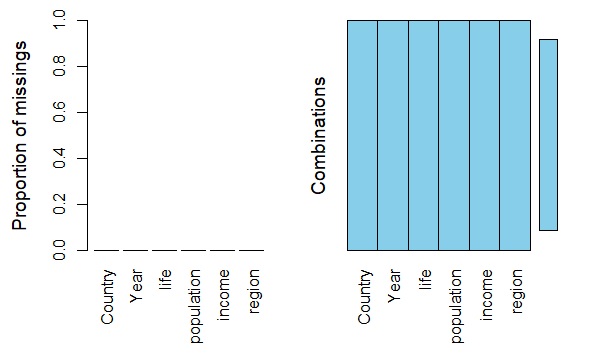 Proportion of missings
1.0
0.8
0.6
0.4
0.2
0.0
Country
Year
life
population
income
region
Combinations
Country
Year
life
population
income
region